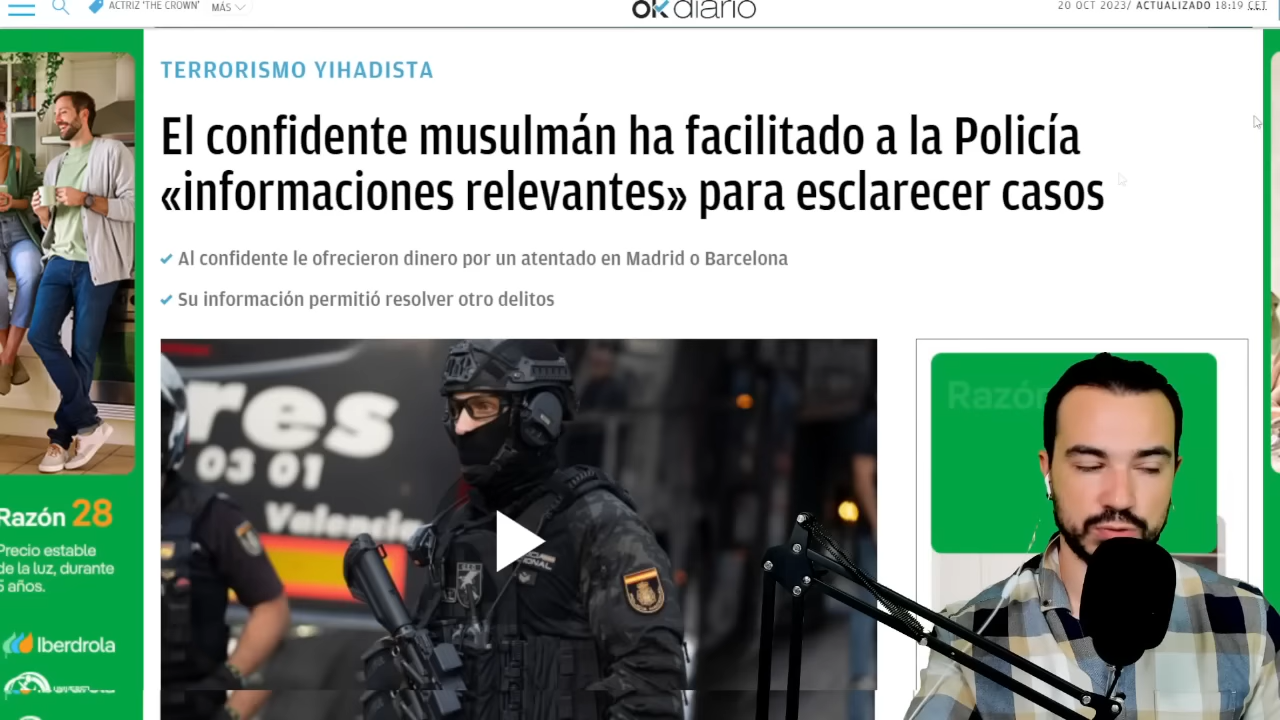 ACTRIZ 'THE CROWN'
MÁS
okdiario
20 OCT 2023/ ACTUALIZADO 18:19 CET
TERRORISMO YIHADISTA
El confidente musulmán ha facilitado a la Policía
«informaciones relevantes» para esclarecer casos
Al confidente le ofrecieron dinero por un atentado en Madrid o Barcelona
Su información permitió resolver otro delitos
res
03 01
Valencia
Razón 28
Precio estable
de la luz, durante
5 años.
Iberdrola
Razón